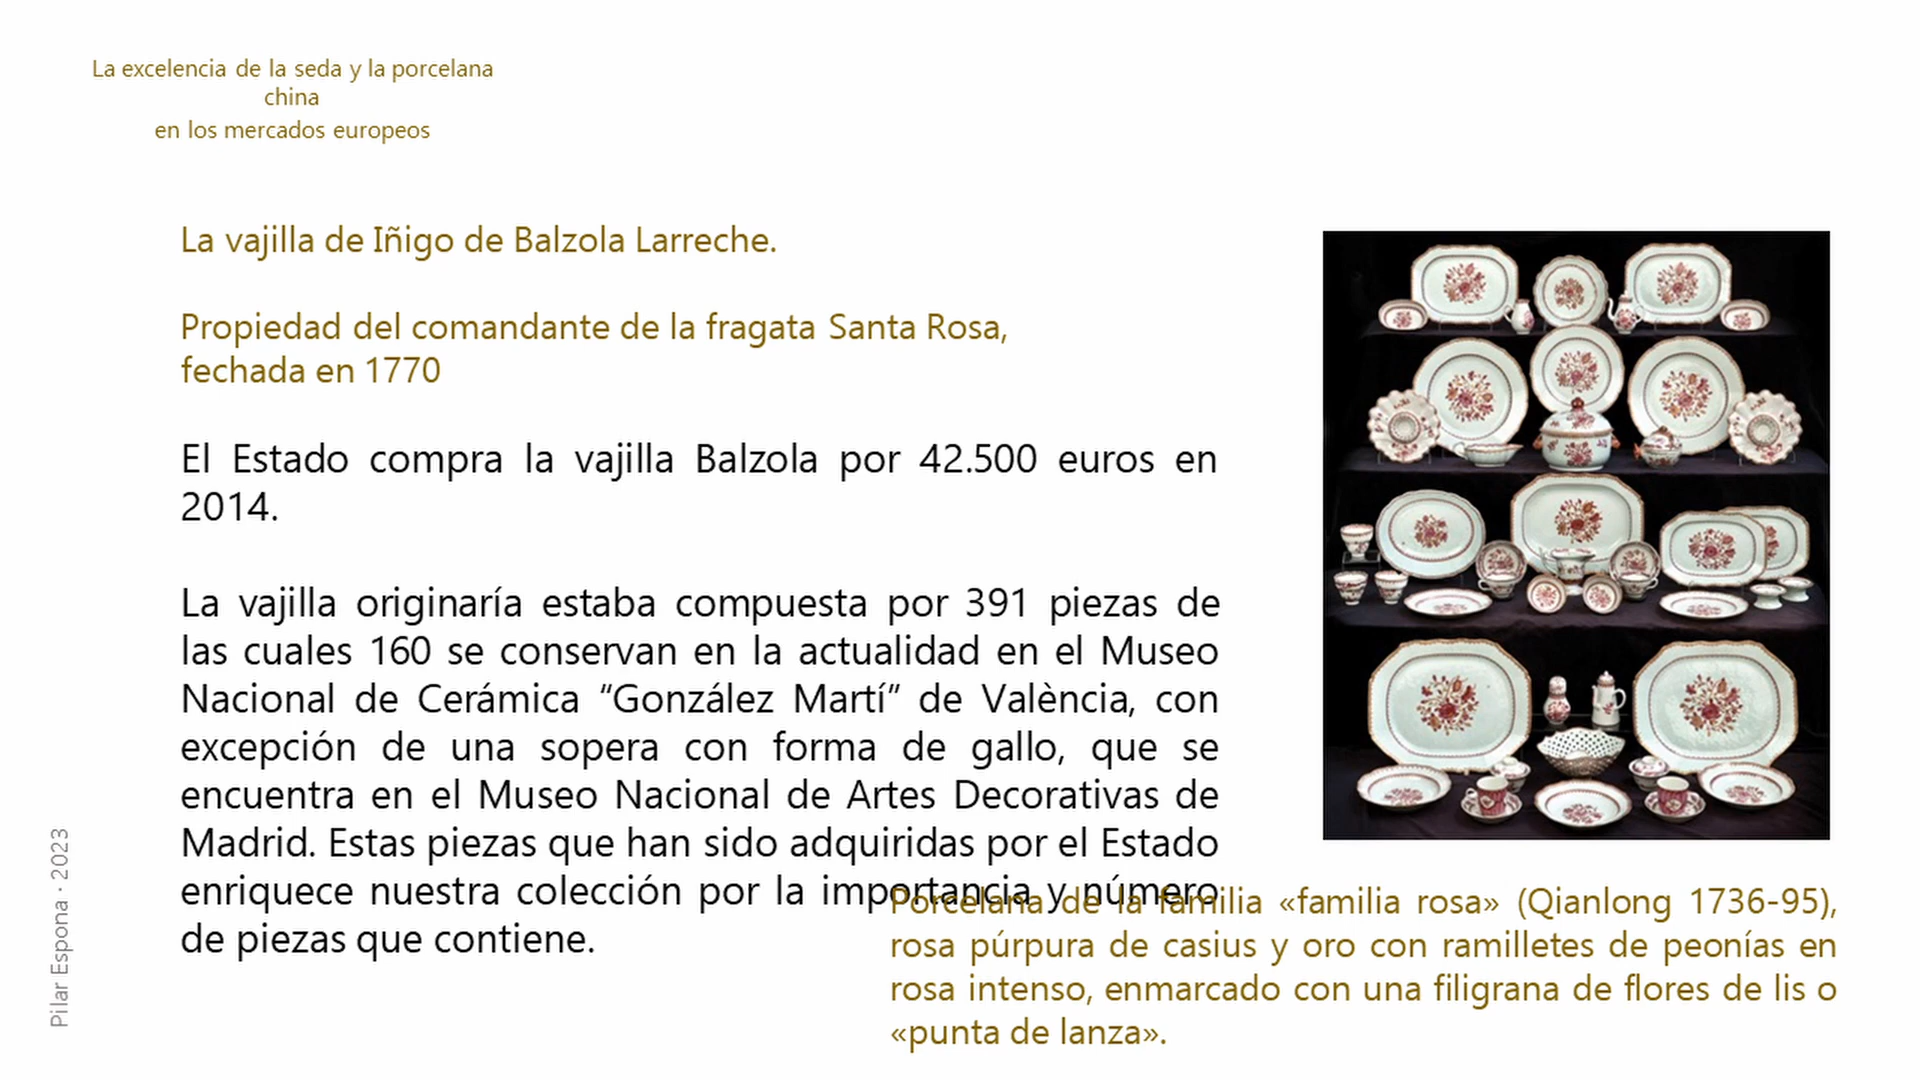 La excelencia de la seda y la porcelana
china
en los mercados europeos
La vajilla de Iñigo de Balzola Larreche.
Propiedad del comandante de la fragata Santa Rosa,
fechada en 1770
El Estado compra la vajilla Balzola por 42.500 euros en
2014.
La vajilla originaría estaba compuesta por 391 piezas de
las cuales 160 se conservan en la actualidad en el Museo
Nacional de Cerámica “González Martí” de València, con
excepción de una sopera con forma de gallo, que se
encuentra en el Museo Nacional de Artes Decorativas de
Madrid. Estas piezas que han sido adquiridas por el Estado
enriquece nuestra colección por la importancia y número
de piezas que contiene.
Porcelana de la familia «familia rosa» (Qianlong 1736-95),
rosa púrpura de casius y oro con ramilletes de peonías en
rosa intenso, enmarcado con una filigrana de flores de lis o
«punta de lanza».
Pilar Espona · 2023